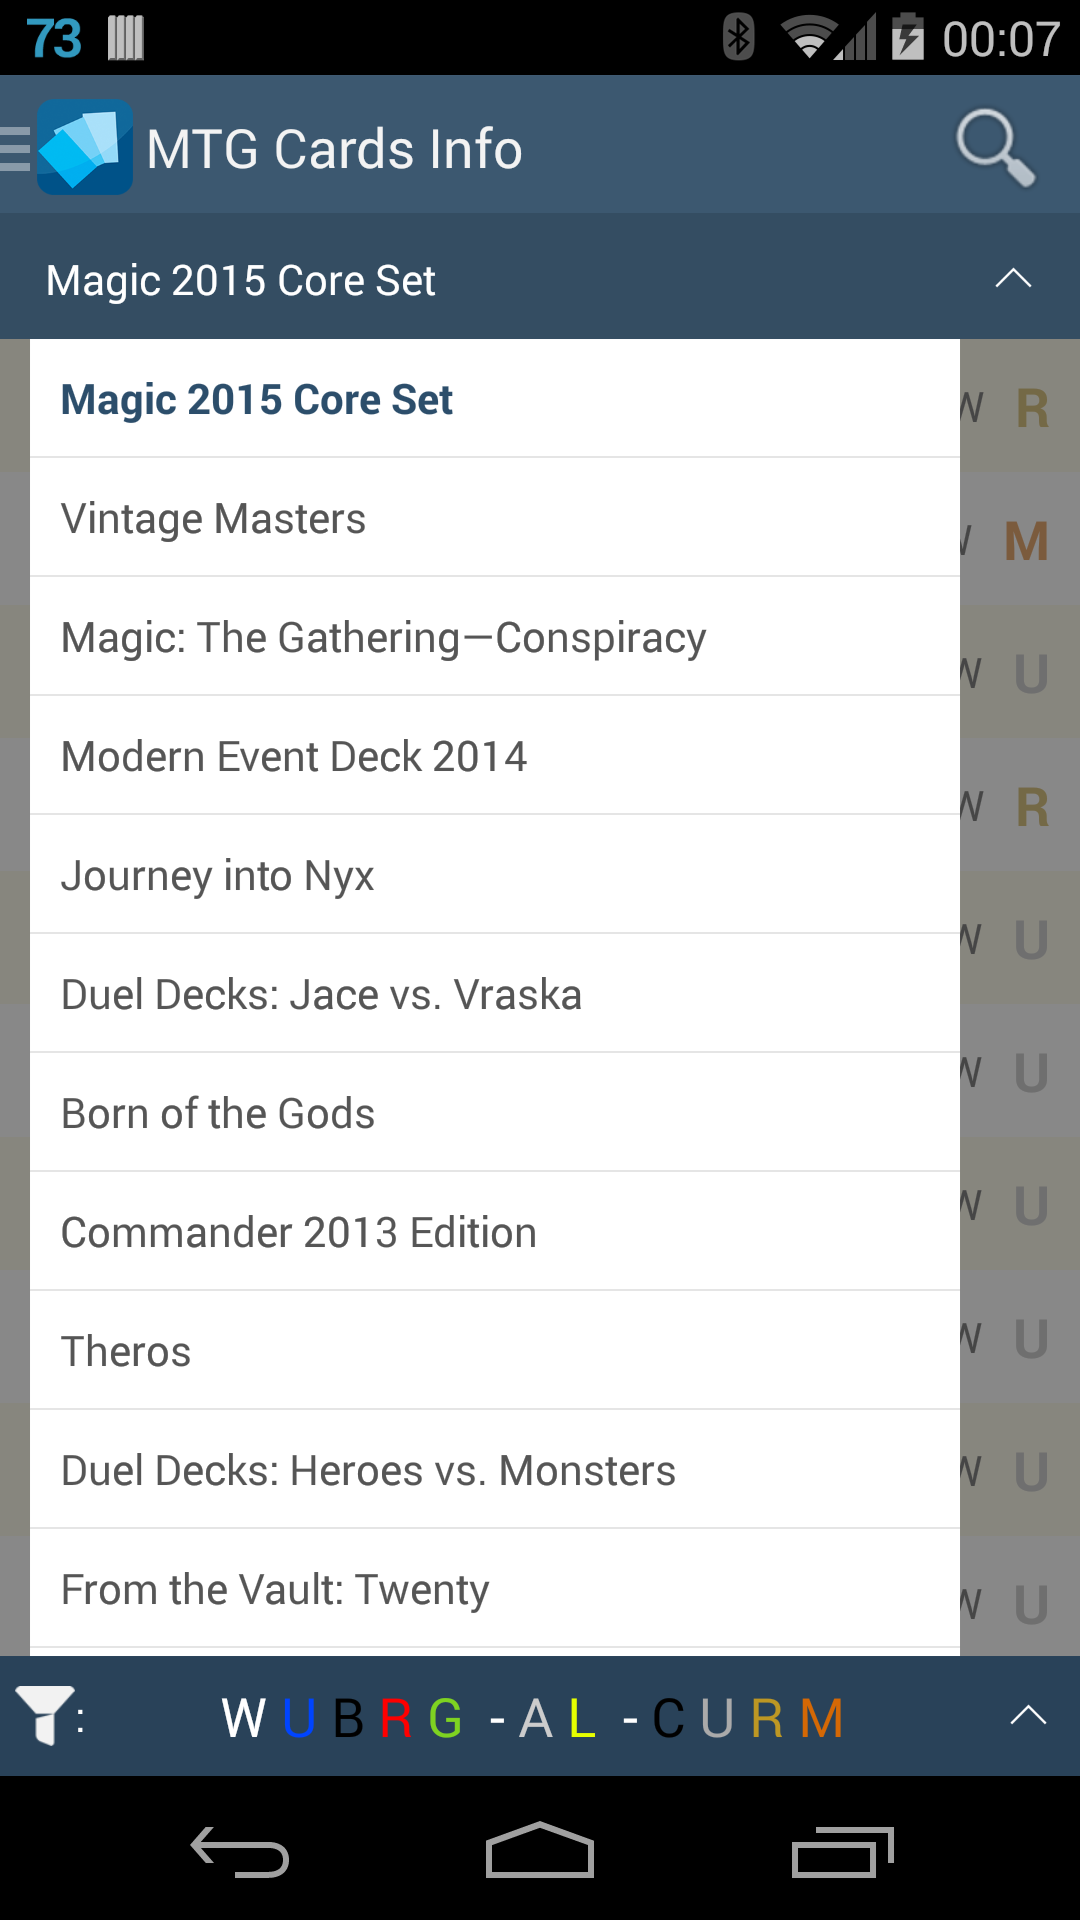 73 00:07
MTG Cards Info
Magic 2015 Core Set
Magic 2015 Core Set
W R
Vintage Masters
W M
Magic: The Gathering—Conspiracy
W U
Modern Event Deck 2014
W R
Journey into Nyx
W U
Duel Decks: Jace vs. Vraska
W U
Born of the Gods
W U
Commander 2013 Edition
Theros
W U
Duel Decks: Heroes vs. Monsters
W U
From the Vault: Twenty
W U
: W U B R G - A L - C U R M